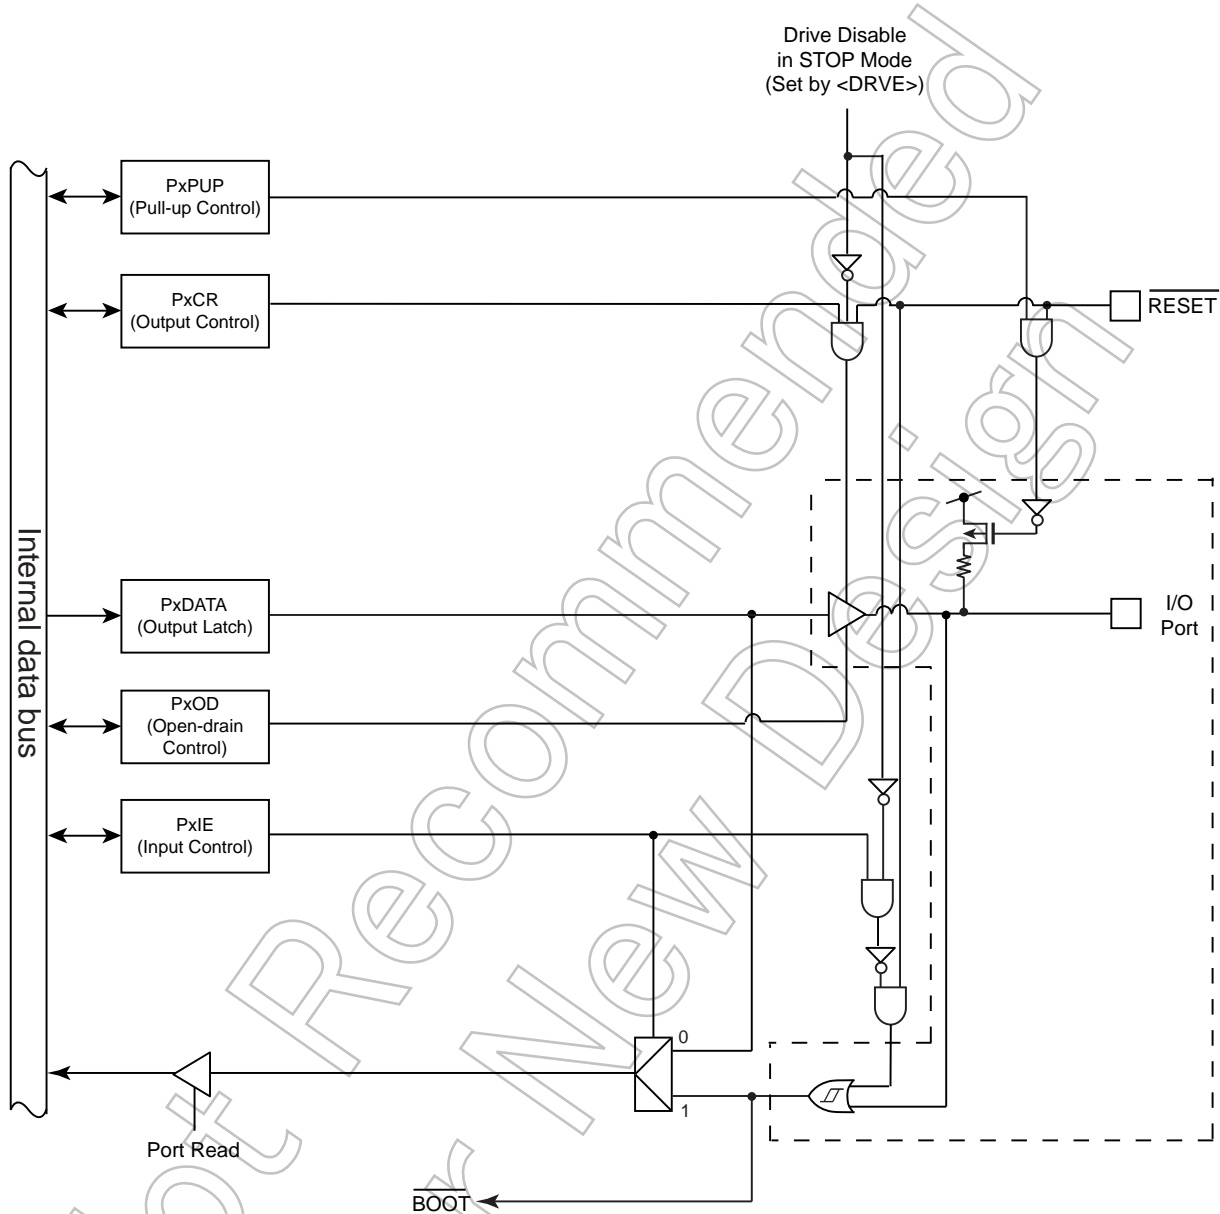 Drive Disable
in STOP Mode
(Set by <DRVE>)
PxPUP
(Pull-up Control)
PxCR
(Output Control)
RESET
Internal data bus
PxDATA
(Output Latch)
I/O
Port
PxOD
(Open-drain
Control)
PxIE
(Input Control)
0
1
Port Read
BOOT
Not Recommended
for New Design